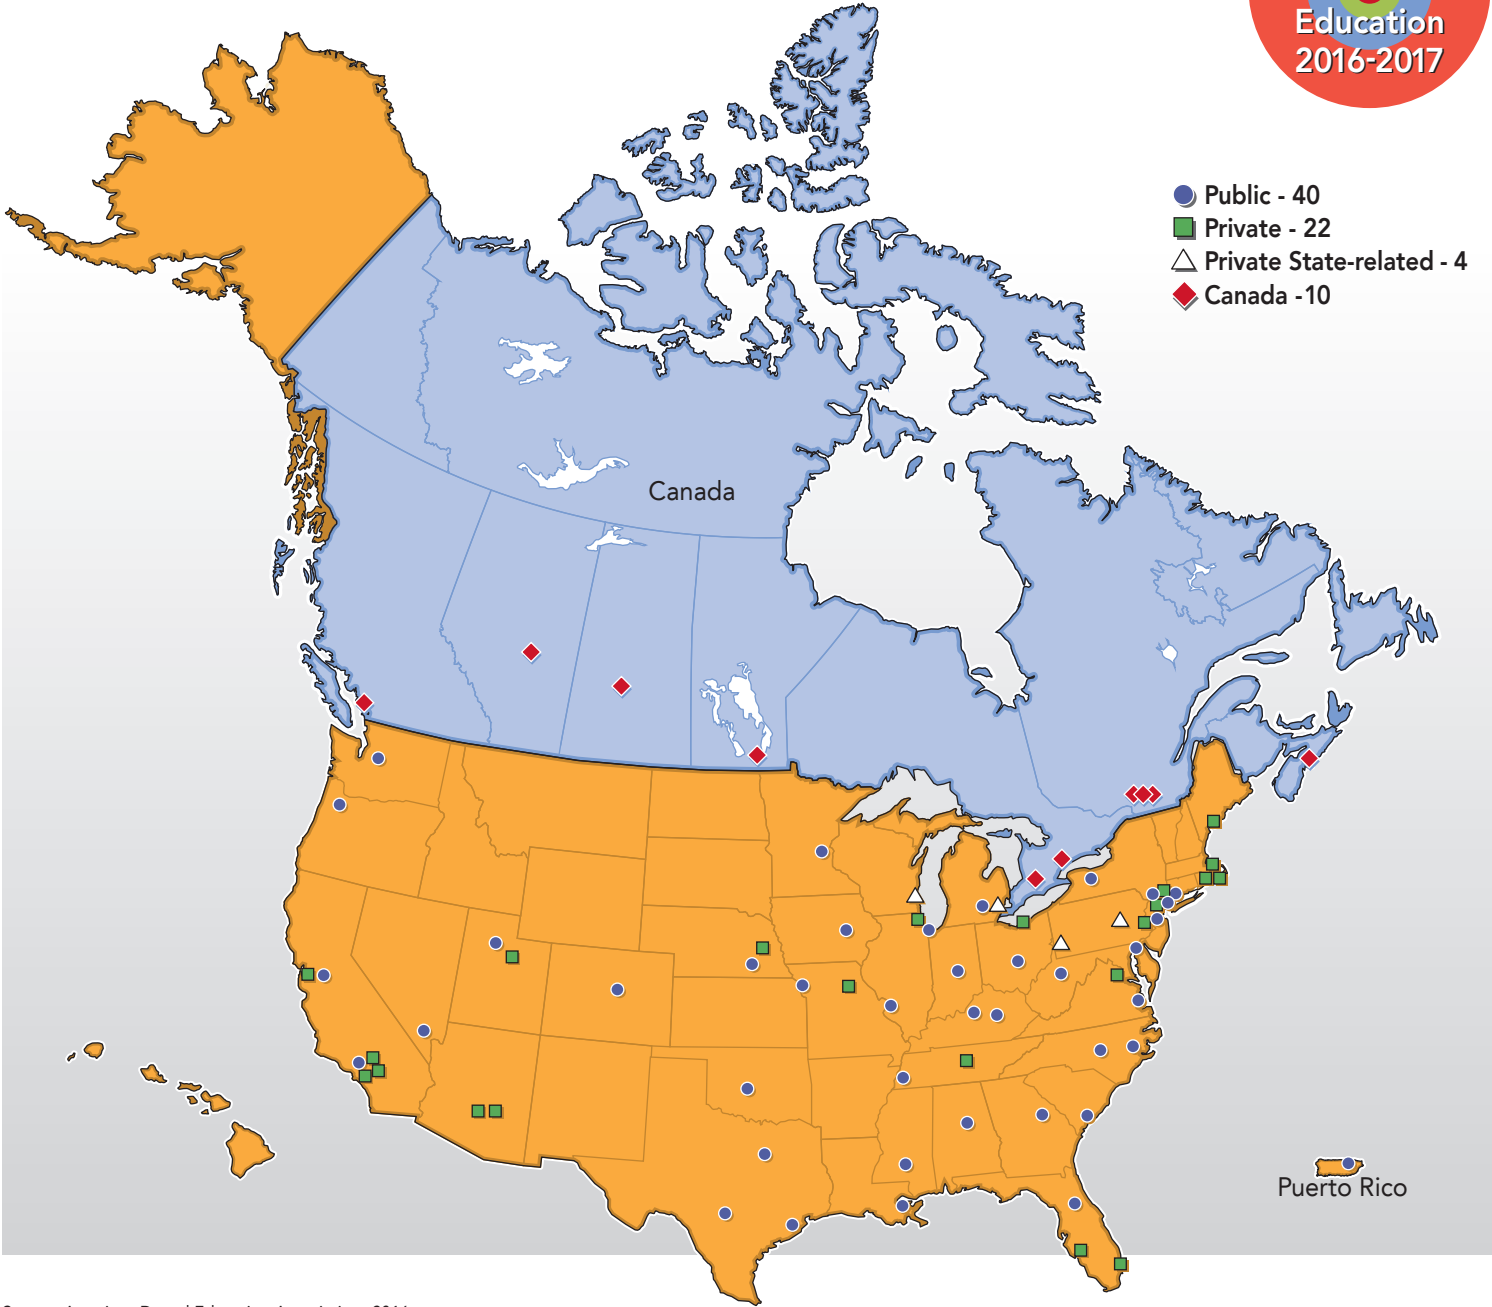 Education
2016-2017
Public - 40
Private - 22
Private State-related - 4
Canada -10
Canada
Puerto Rico